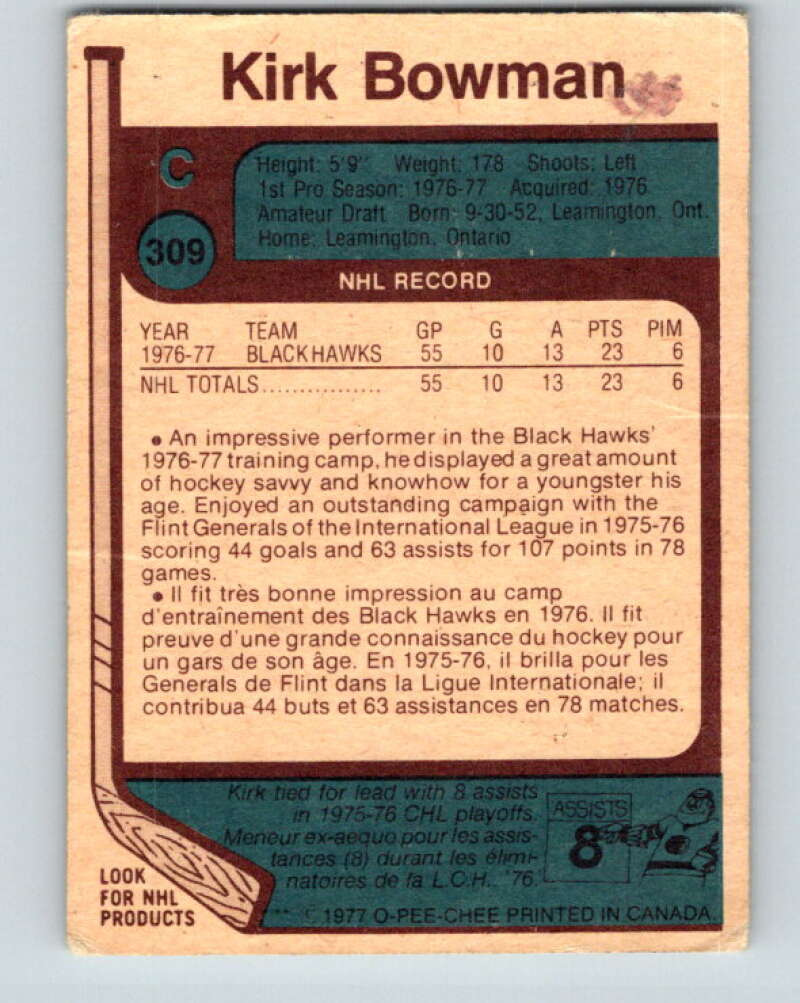 Kirk Bowman
C
Height: 5'9" Weight: 178 Shoots: Left
1st Pro Season: 1976-77 Acquired: 1976
Amateur Draft Born: 9-30-52, Leamington, Ont.
Home: Leamington, Ontario
309
NHL RECORD
YEAR TEAM GP G A PTS PIM
1976-77 BLACK HAWKS 55 10 13 23 6
NHL TOTALS................ 55 10 13 23 6
• An impressive performer in the Black Hawks'
1976-77 training camp, he displayed a great amount
of hockey savvy and knowhow for a youngster his
age. Enjoyed an outstanding campaign with the
Flint Generals of the International League in 1975-76
scoring 44 goals and 63 assists for 107 points in 78
games.
• Il fit très bonne impression au camp
d'entraînement des Black Hawks en 1976. Il fit
preuve d'une grande connaissance du hockey pour
un gars de son âge. En 1975-76, il brilla pour les
Generals de Flint dans la Ligue Internationale; il
contribua 44 buts et 63 assistances en 78 matches.
Kirk tied for lead with 8 assists
in 1975-76 CHL playoffs.
Meneur ex-aequo pour les assis-
tances (8) durant les élimi-
natoires de la L.C.H. '76.
ASSISTS
8
LOOK
FOR NHL
PRODUCTS
** © 1977 O-PEE-CHEE PRINTED IN CANADA.